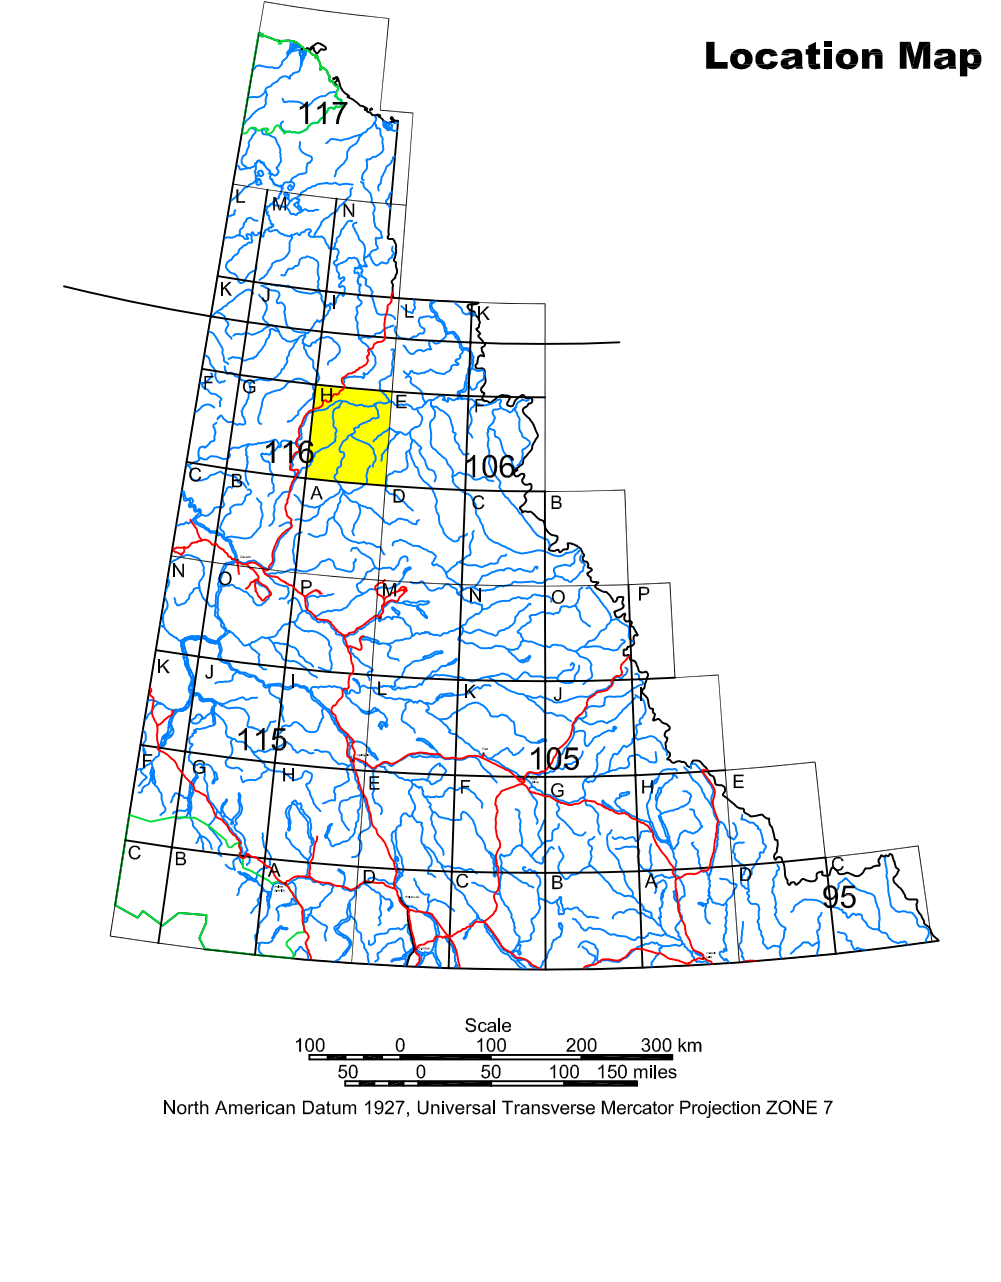 Location Map
117
L
M
N
K
J
I
L
K
F
G
H
E
F
116
106
C
B
A
D
C
B
N
O
P
M
N
O
P
K
J
I
L
K
J
I
115
105
F
G
H
E
F
G
H
E
C
B
A
D
C
B
A
D
C
95
Scale
100 0 100 200 300 km
50 0 50 100 150 miles
North American Datum 1927, Universal Transverse Mercator Projection ZONE 7